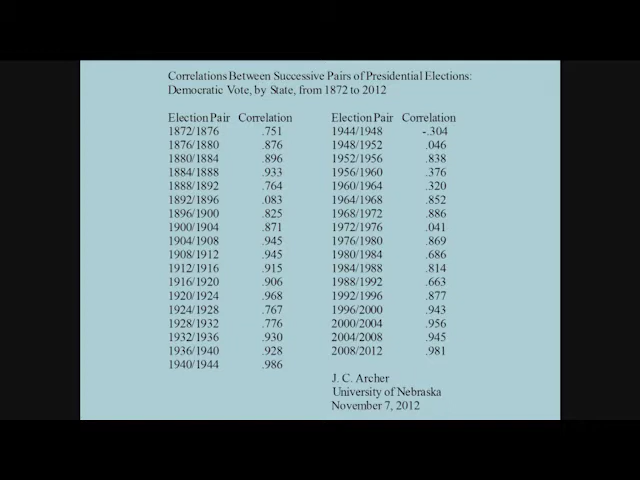 Correlations Between Successive Pairs of Presidential Elections:
Democratic Vote, by State, from 1872 to 2012
Election Pair Correlation Election Pair Correlation
1872/1876 .751 1944/1948 -.304
1876/1880 .876 1948/1952 .046
1880/1884 .896 1952/1956 .838
1884/1888 .933 1956/1960 .376
1888/1892 .764 1960/1964 .320
1892/1896 .083 1964/1968 .852
1896/1900 .825 1968/1972 .886
1900/1904 .871 1972/1976 .041
1904/1908 .945 1976/1980 .869
1908/1912 .945 1980/1984 .686
1912/1916 .915 1984/1988 .814
1916/1920 .906 1988/1992 .663
1920/1924 .968 1992/1996 .877
1924/1928 .767 1996/2000 .943
1928/1932 .776 2000/2004 .956
1932/1936 .930 2004/2008 .945
1936/1940 .928 2008/2012 .981
1940/1944 .986
J. C. Archer
University of Nebraska
November 7, 2012